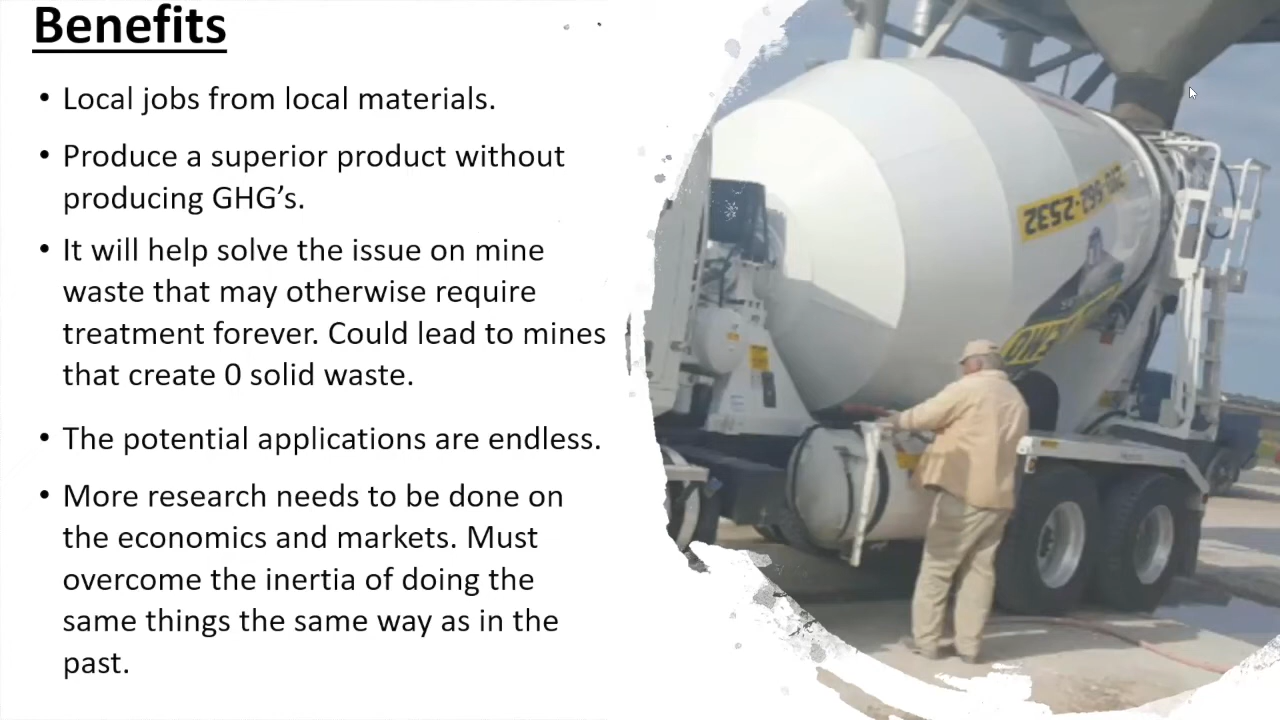 Benefits
• Local jobs from local materials.
• Produce a superior product without
producing GHG's.
• It will help solve the issue on mine
waste that may otherwise require
treatment forever. Could lead to mines
that create 0 solid waste.
• The potential applications are endless.
• More research needs to be done on
the economics and markets. Must
overcome the inertia of doing the
same things the same way as in the
past.